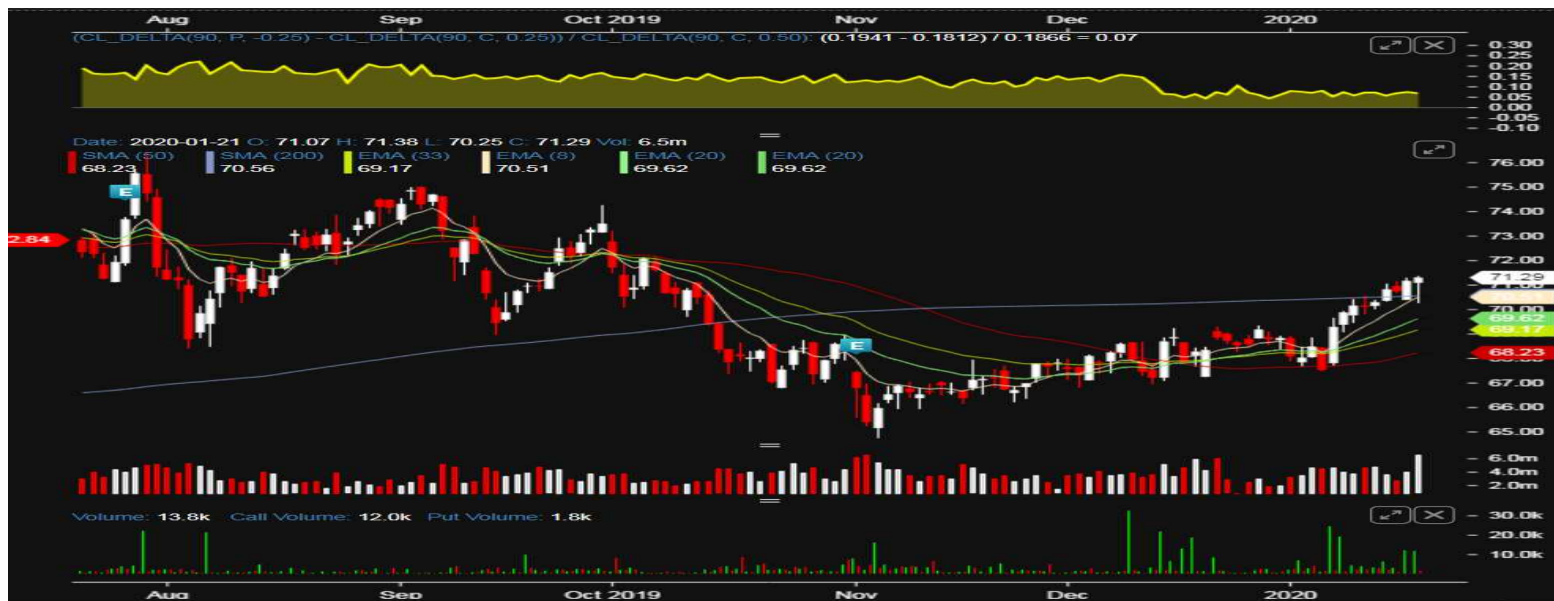 Aug Sep Oct 2019 Nov Dec 2020
(CL_DELTA(90, P, -0.25) - CL_DELTA(90, C, 0.25)) / CL_DELTA(90, C, 0.50): (0.1941 - 0.1812) / 0.1866 = 0.07
0.30
0.25
0.20
0.15
0.10
0.05
0.00
-0.05
-0.10
Date: 2020-01-21 O: 71.07 H: 71.38 L: 70.25 C: 71.29 Vol: 6.5m
SMA (50) SMA (200) EMA (33) EMA (8) EMA (20) EMA (20)
68.23 70.56 69.17 70.51 69.62 69.62
E
E
2.84
76.00
75.00
74.00
73.00
72.00
71.29
71.00
70.00
69.62
69.17
68.23
67.00
66.00
65.00
6.0m
4.0m
2.0m
Volume: 13.8k Call Volume: 12.0k Put Volume: 1.8k
30.0k
20.0k
10.0k
Aug Sep Oct 2019 Nov Dec 2020